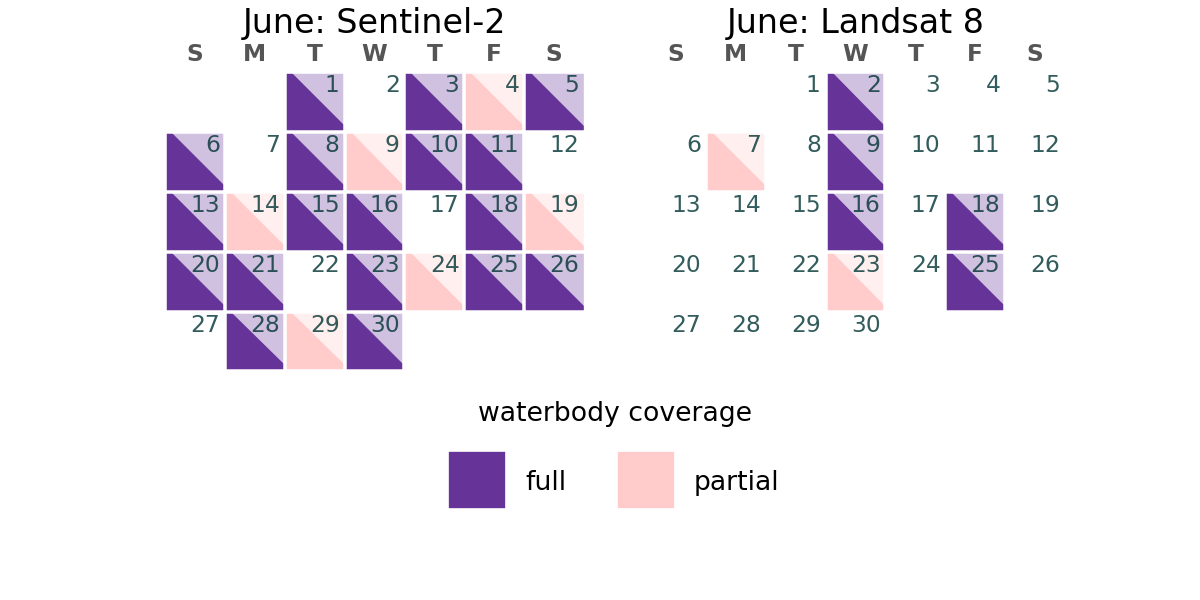 June: Sentinel-2
S M T W T F S
1 2 3 4 5
6 7 8 9 10 11 12
13 14 15 16 17 18 19
20 21 22 23 24 25 26
27 28 29 30
June: Landsat 8
S M T W T F S
1 2 3 4 5
6 7 8 9 10 11 12
13 14 15 16 17 18 19
20 21 22 23 24 25 26
27 28 29 30
waterbody coverage
full partial